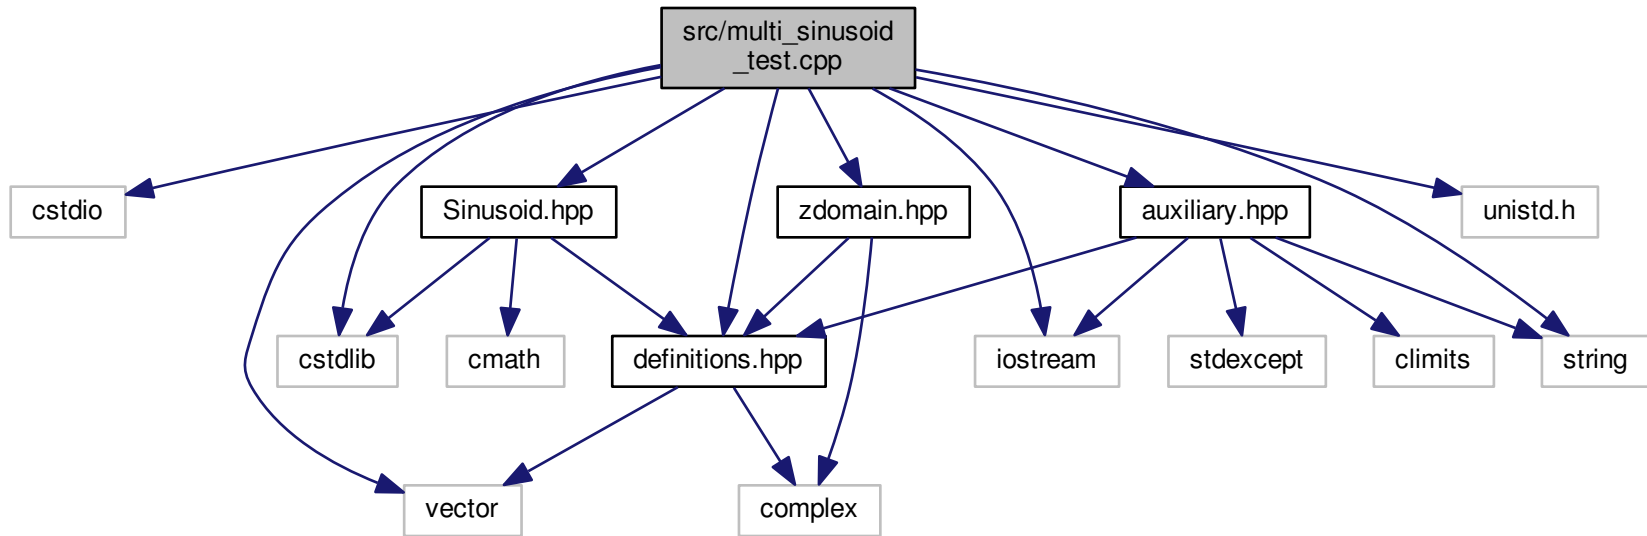 src/multi_sinusoid
_test.cpp
cstdio
Sinusoid.hpp
zdomain.hpp
auxiliary.hpp
unistd.h
cstdlib
cmath
definitions.hpp
iostream
stdexcept
climits
string
vector
complex